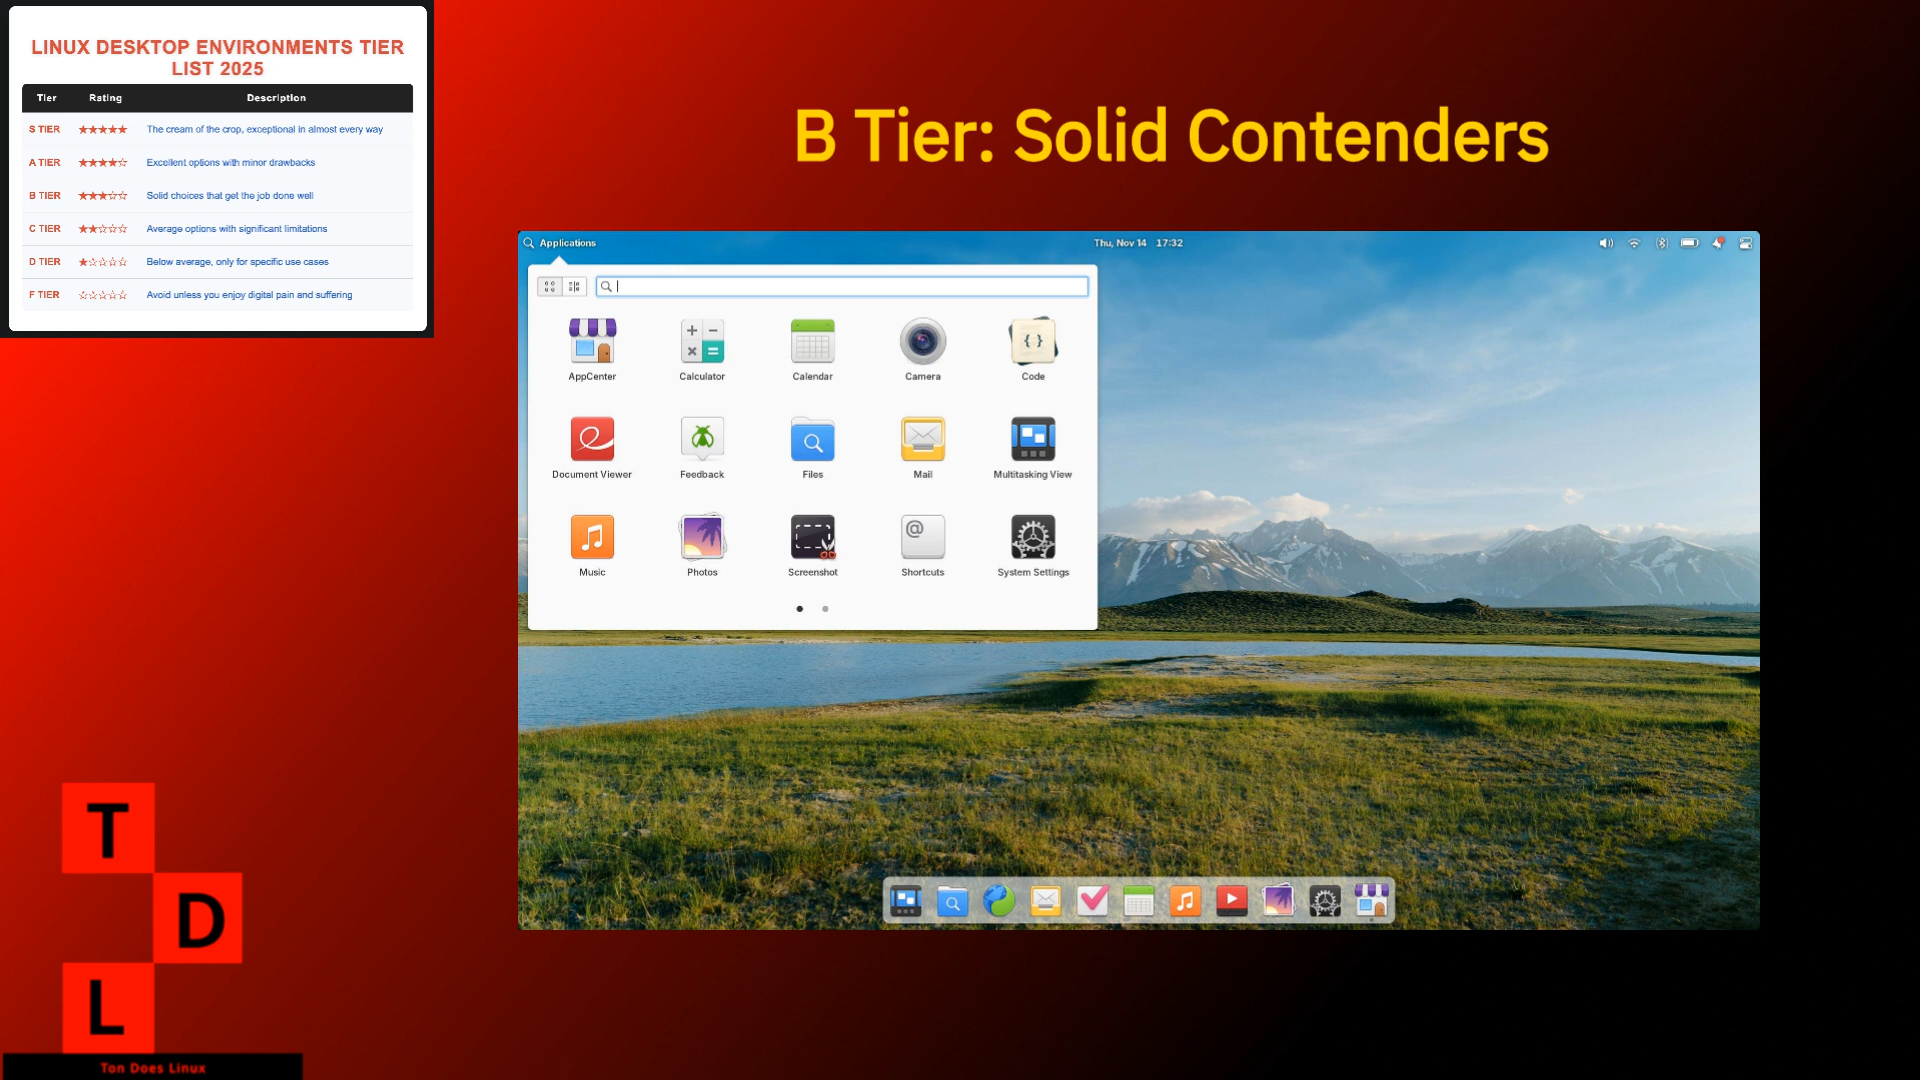 LINUX DESKTOP ENVIRONMENTS TIER
LIST 2025
Tier Rating Description
S TIER ★★★★★ The cream of the crop, exceptional in almost every way
A TIER ★★★★☆ Excellent options with minor drawbacks
B TIER ★★★☆☆ Solid choices that get the job done well
C TIER ★★☆☆☆ Average options with significant limitations
D TIER ★☆☆☆☆ Below average, only for specific use cases
F TIER ☆☆☆☆☆ Avoid unless you enjoy digital pain and suffering
B Tier: Solid Contenders
Applications Thu, Nov 14 17:32
AppCenter Calculator Calendar Camera Code
Document Viewer Feedback Files Mail Multitasking View
Music Photos Screenshot Shortcuts System Settings
T
D
L
Ton Does Linux